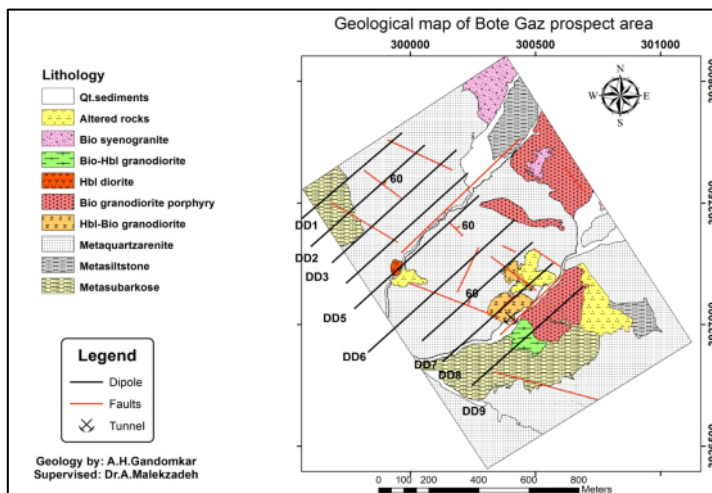 Geological map of Bote Gaz prospect area
300000 300500 301000
Lithology
Qt.sediments
Altered rocks
Bio syenogranite
Bio-Hbl granodiorite
Hbl diorite
Bio granodiorite porphyry
Hbl-Bio granodiorite
Metaquartzarenite
Metasiltstone
Metasubarkose
Legend
Dipole
Faults
Tunnel
Geology by: A.H.Gandomkar
Supervised: Dr.A.Malekzadeh
N
W E
S
60
60
60
DD1
DD2
DD3
DD5
DD6
DD7
DD8
DD9
0 100 200 400 600 800
Meters